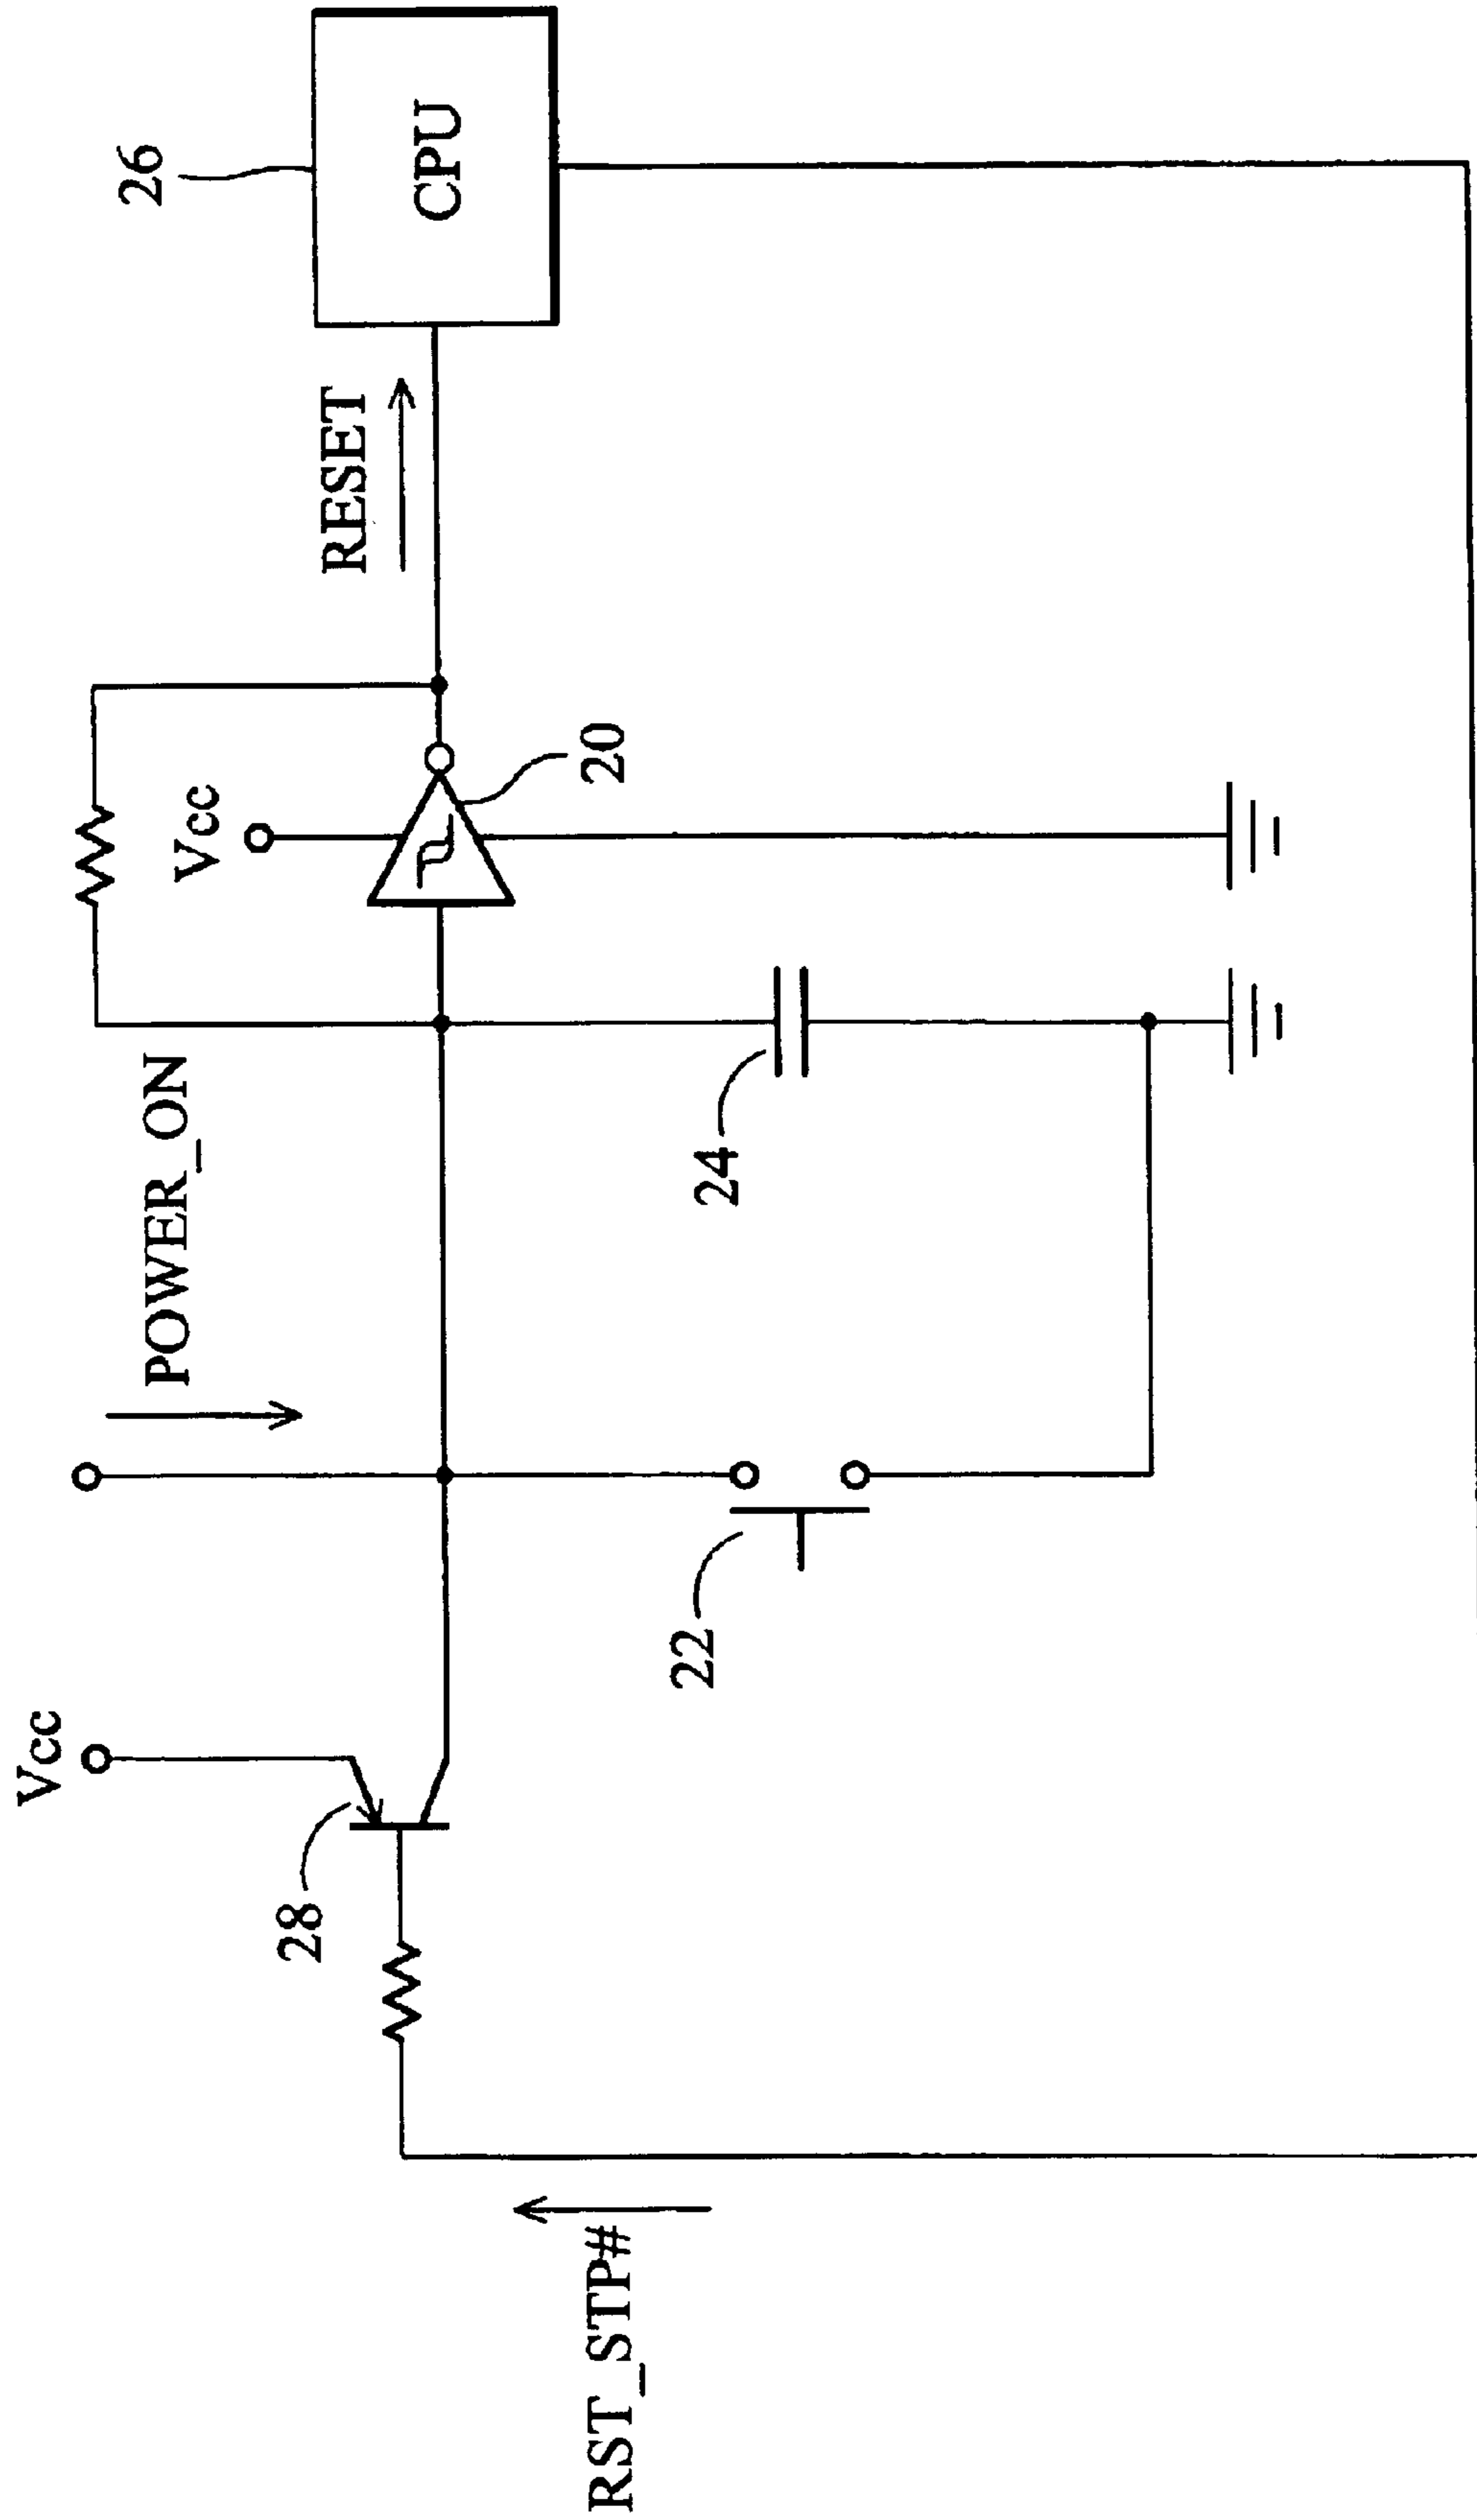 Vcc
POWER_ON
Vcc
RESET
26
CPU
28
20
RST_STP#
22
24